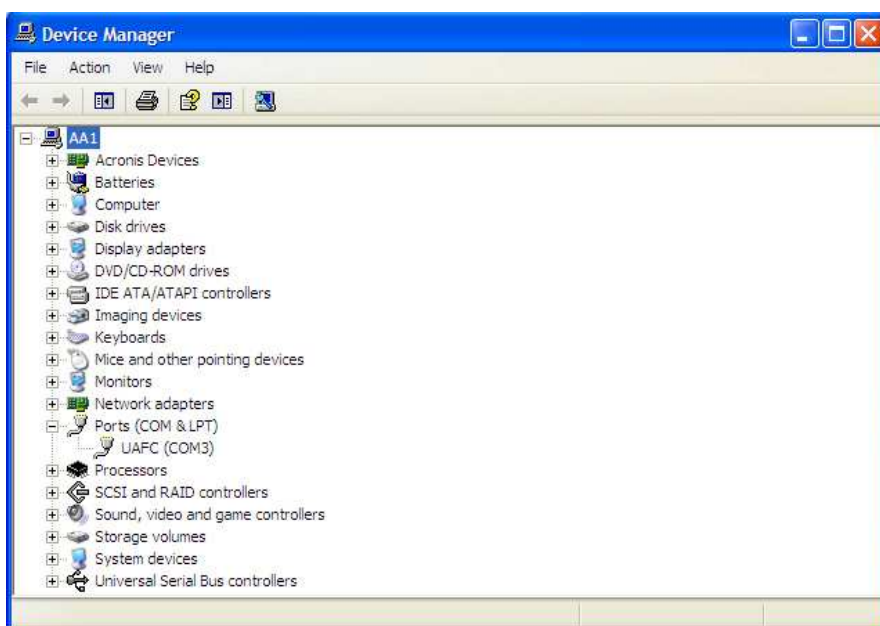 Device Manager
File Action View Help
AA1
Acronis Devices
Batteries
Computer
Disk drives
Display adapters
DVD/CD-ROM drives
IDE ATA/ATAPI controllers
Imaging devices
Keyboards
Mice and other pointing devices
Monitors
Network adapters
Ports (COM & LPT)
UAFC (COM3)
Processors
SCSI and RAID controllers
Sound, video and game controllers
Storage volumes
System devices
Universal Serial Bus controllers